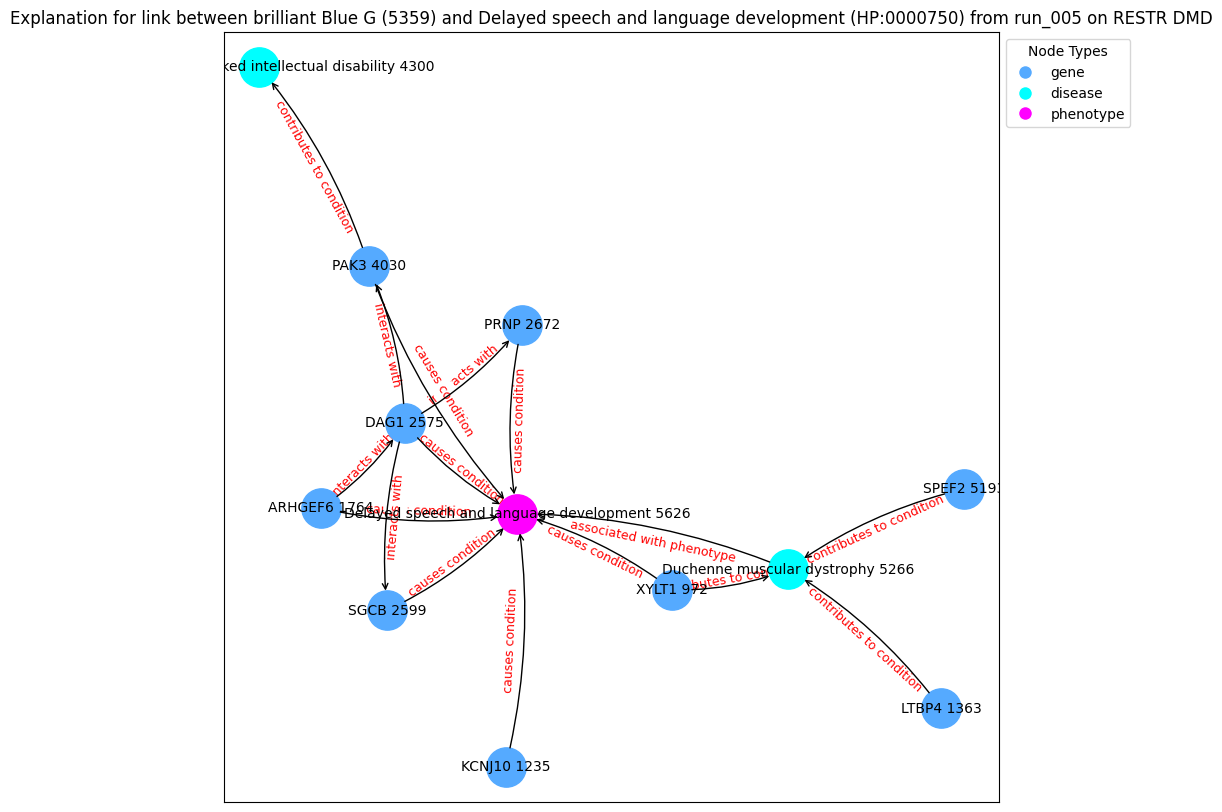 Explanation for link between brilliant Blue G (5359) and Delayed speech and language development (HP:0000750) from run_005 on RESTR DMD
Node Types
gene
disease
phenotype
intellectual disability 4300
contributes to condition
PAK3 4030
interacts with
causes condition
PRNP 2672
acts with
causes condition
DAG1 2575
causes condition
interacts with
interacts with
ARHGEF6 1764
condition
Delayed speech and language development 5626
SPEF2 519
contributes to condition
associated with phenotype
causes condition
Duchenne muscular dystrophy 5266
to
XYLT1 972
causes condition
SGCB 2599
contributes to condition
causes condition
LTBP4 1363
KCNJ10 1235